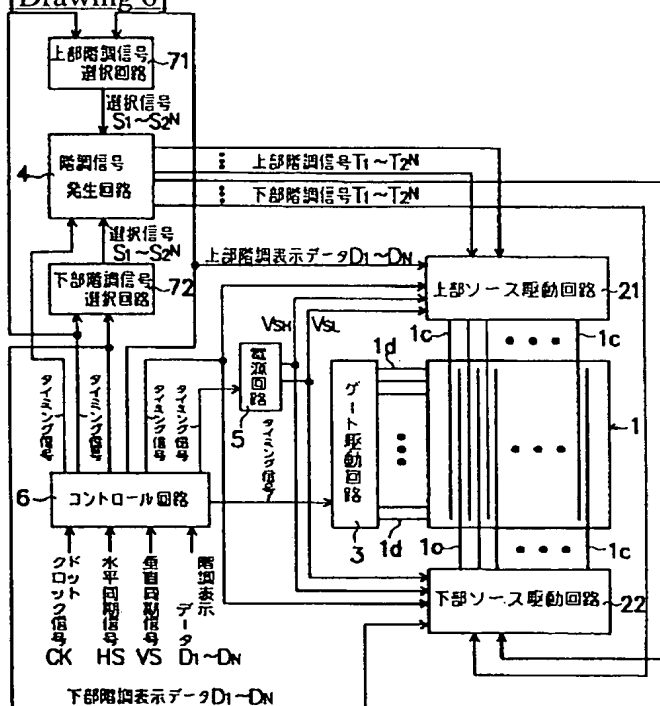 [Drawing 6]
上部階調信号
選択回路
71
選択信号
S1~S2N
4
階調信号
発生回路
上部階調信号T1~T2N
下部階調信号T1~T2N
選択信号
S1~S2N
上部階調表示データD1~DN
下部階調信号
選択回路
72
上部ソース駆動回路
21
VSH
VSL
1c
1c
電源回路
5
1d
ゲート駆動回路
3
1d
1
タイミング信号
タイミング信号
タイミング信号
タイミング信号
タイミング信号
6
コントロール回路
1c
1c
下部ソース駆動回路
22
ドット
クロック信号
CK
水平同期信号
HS
垂直同期信号
VS
階調表示
データ
D1~DN
下部階調表示データD1~DN